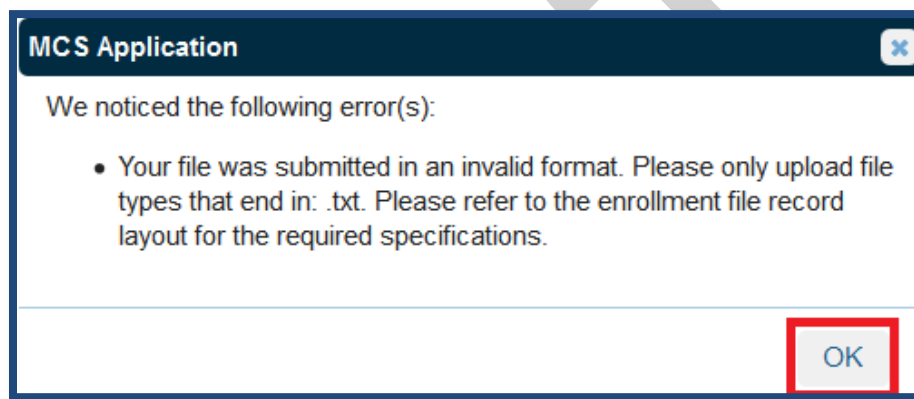 MCS Application
We noticed the following error(s):
• Your file was submitted in an invalid format. Please only upload file
types that end in: .txt. Please refer to the enrollment file record
layout for the required specifications.
OK